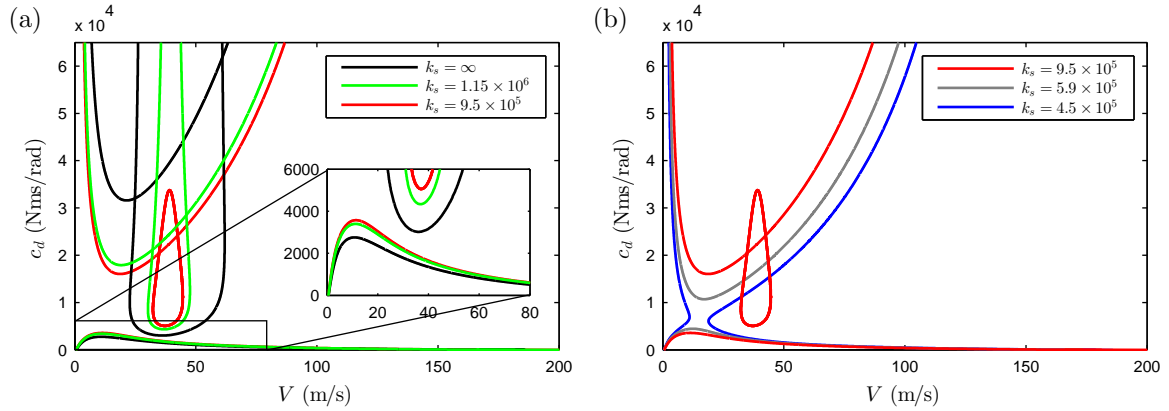 (a)
x 10^4
6
5
4
3
2
1
0
c_d (Nms/rad)
0 50 100 150 200
V (m/s)
k_s = ∞
k_s = 1.15 × 10^6
k_s = 9.5 × 10^5
6000
4000
2000
0
0 20 40 60 80
(b)
x 10^4
6
5
4
3
2
1
0
c_d (Nms/rad)
0 50 100 150 200
V (m/s)
k_s = 9.5 × 10^5
k_s = 5.9 × 10^5
k_s = 4.5 × 10^5